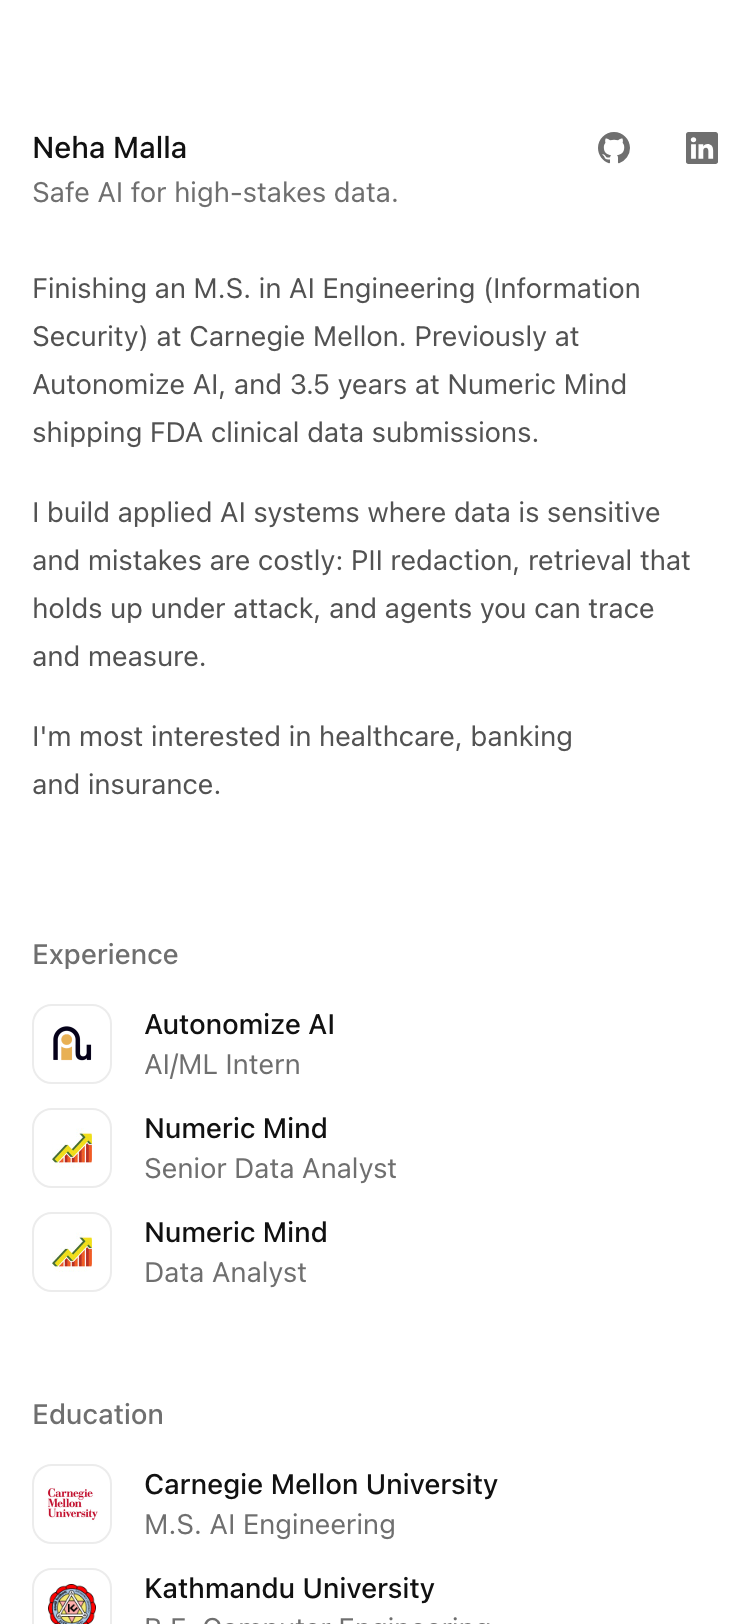 Neha Malla
Safe AI for high-stakes data.
Finishing an M.S. in AI Engineering (Information
Security) at Carnegie Mellon. Previously at
Autonomize AI, and 3.5 years at Numeric Mind
shipping FDA clinical data submissions.
I build applied AI systems where data is sensitive
and mistakes are costly: PII redaction, retrieval that
holds up under attack, and agents you can trace
and measure.
I'm most interested in healthcare, banking
and insurance.
Experience
Autonomize AI
AI/ML Intern
Numeric Mind
Senior Data Analyst
Numeric Mind
Data Analyst
Education
Carnegie
Mellon
University
Carnegie Mellon University
M.S. AI Engineering
Kathmandu University